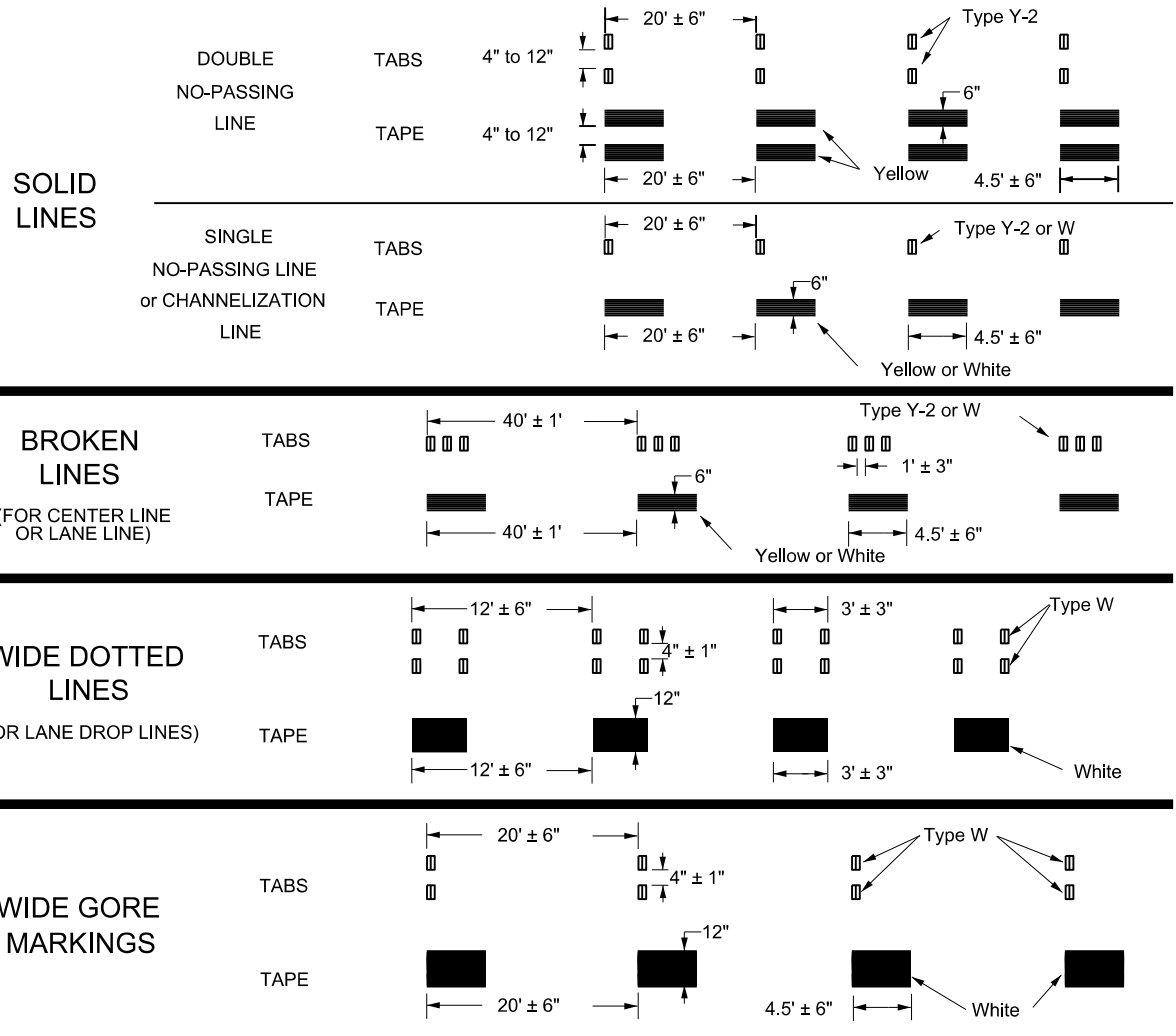 SOLID
LINES
DOUBLE
NO-PASSING
LINE
TABS
4" to 12"
20' ± 6"
Type Y-2
TAPE
4" to 12"
6"
Yellow
20' ± 6"
4.5' ± 6"
SINGLE
NO-PASSING LINE
or CHANNELIZATION
LINE
TABS
20' ± 6"
Type Y-2 or W
TAPE
6"
20' ± 6"
4.5' ± 6"
Yellow or White
BROKEN
LINES
(FOR CENTER LINE
OR LANE LINE)
TABS
40' ± 1'
Type Y-2 or W
1' ± 3"
TAPE
6"
40' ± 1'
4.5' ± 6"
Yellow or White
WIDE DOTTED
LINES
OR LANE DROP LINES)
TABS
12' ± 6"
3' ± 3"
Type W
4" ± 1"
TAPE
12"
12' ± 6"
3' ± 3"
White
WIDE GORE
MARKINGS
TABS
20' ± 6"
4" ± 1"
Type W
TAPE
12"
20' ± 6"
4.5' ± 6"
White